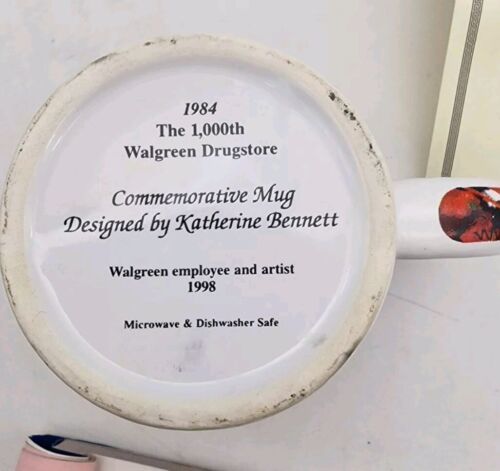 1984
The 1,000th
Walgreen Drugstore
Commemorative Mug
Designed by Katherine Bennett
Walgreen employee and artist
1998
Microwave & Dishwasher Safe